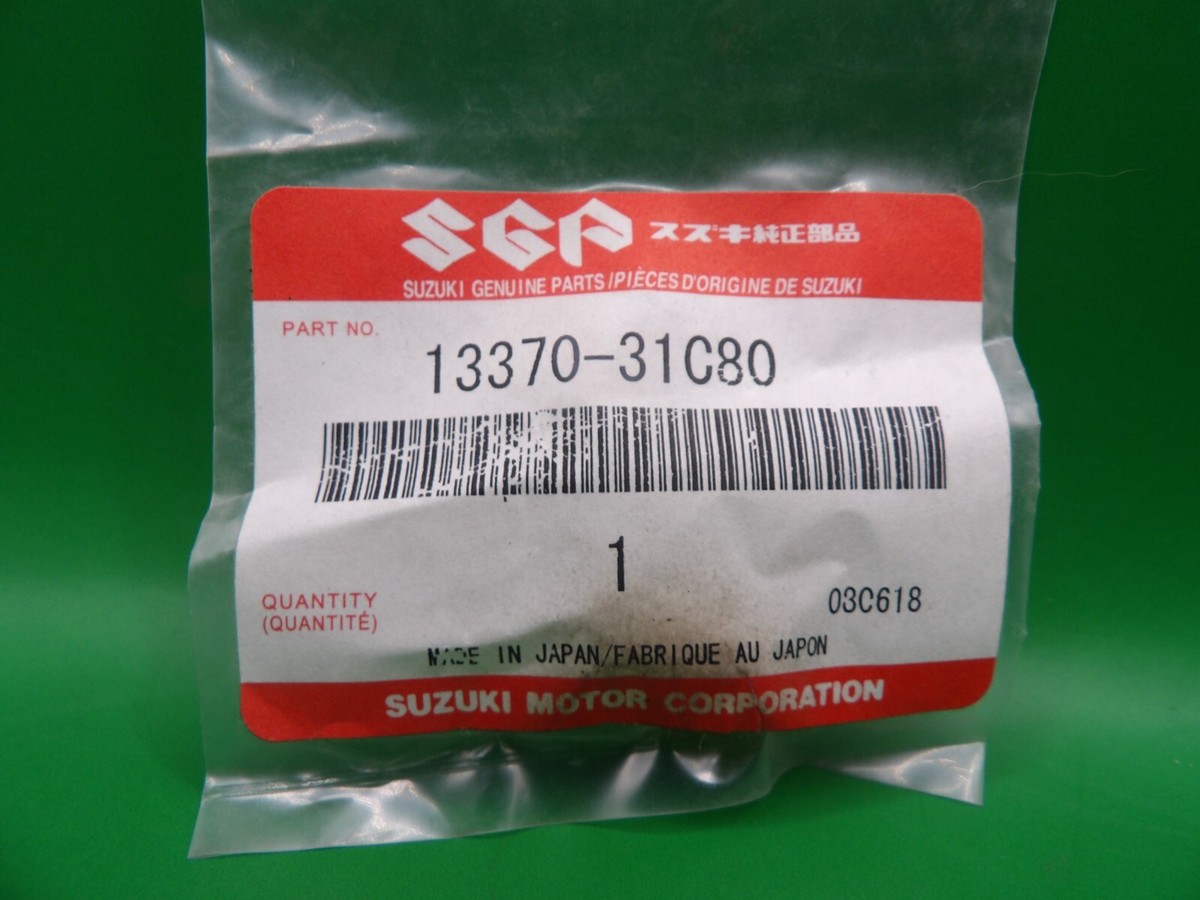 SGP スズキ純正部品
SUZUKI GENUINE PARTS/PIÈCES D'ORIGINE DE SUZUKI
PART NO.
13370-31C80
1
QUANTITY
(QUANTITÉ)
03C618
MADE IN JAPAN/FABRIQUE AU JAPON
SUZUKI MOTOR CORPORATION